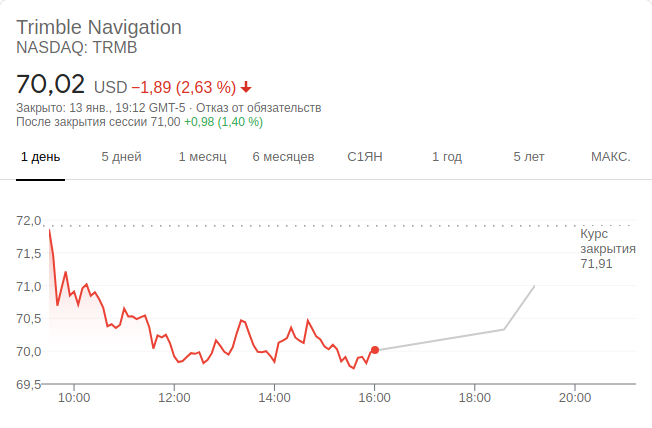 Trimble Navigation
NASDAQ: TRMB
70,02 USD −1,89 (2,63 %)
Закрыто: 13 янв., 19:12 GMT-5 · Отказ от обязательств
После закрытия сессии 71,00 +0,98 (1,40 %)
1 день 5 дней 1 месяц 6 месяцев С1ЯН 1 год 5 лет МАКС.
72,0
Курс
закрытия
71,91
71,5
71,0
70,5
70,0
69,5
10:00 12:00 14:00 16:00 18:00 20:00